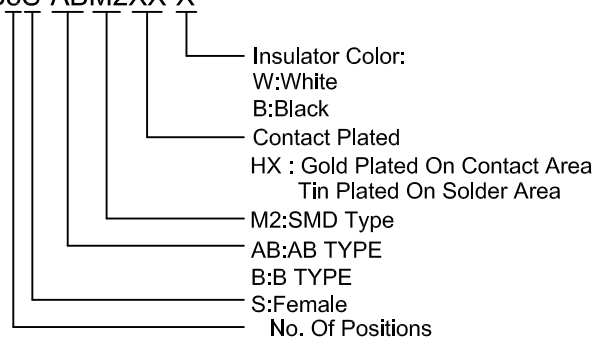 S ABM2XX X
Insulator Color:
W:White
B:Black
Contact Plated
HX : Gold Plated On Contact Area
Tin Plated On Solder Area
M2:SMD Type
AB:AB TYPE
B:B TYPE
S:Female
No. Of Positions